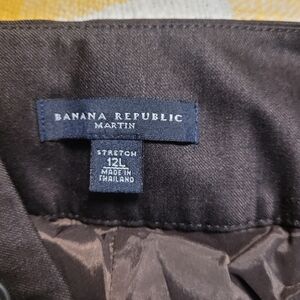 BANANA REPUBLIC
MARTIN
STRETCH
12L
MADE IN
THAILAND